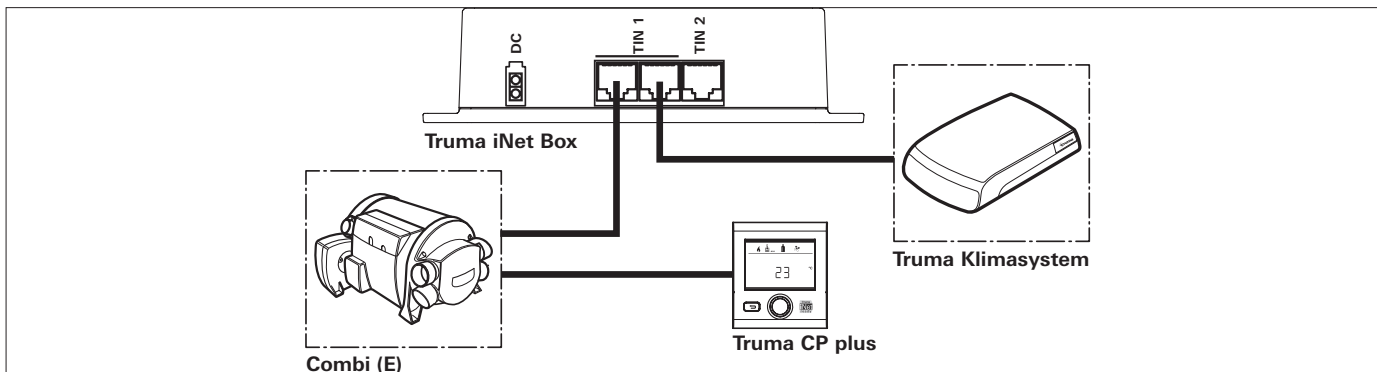 DC
TIN 1
TIN 2
Truma iNet Box
Truma Klimasystem
23
°C
Truma CP plus
Combi (E)